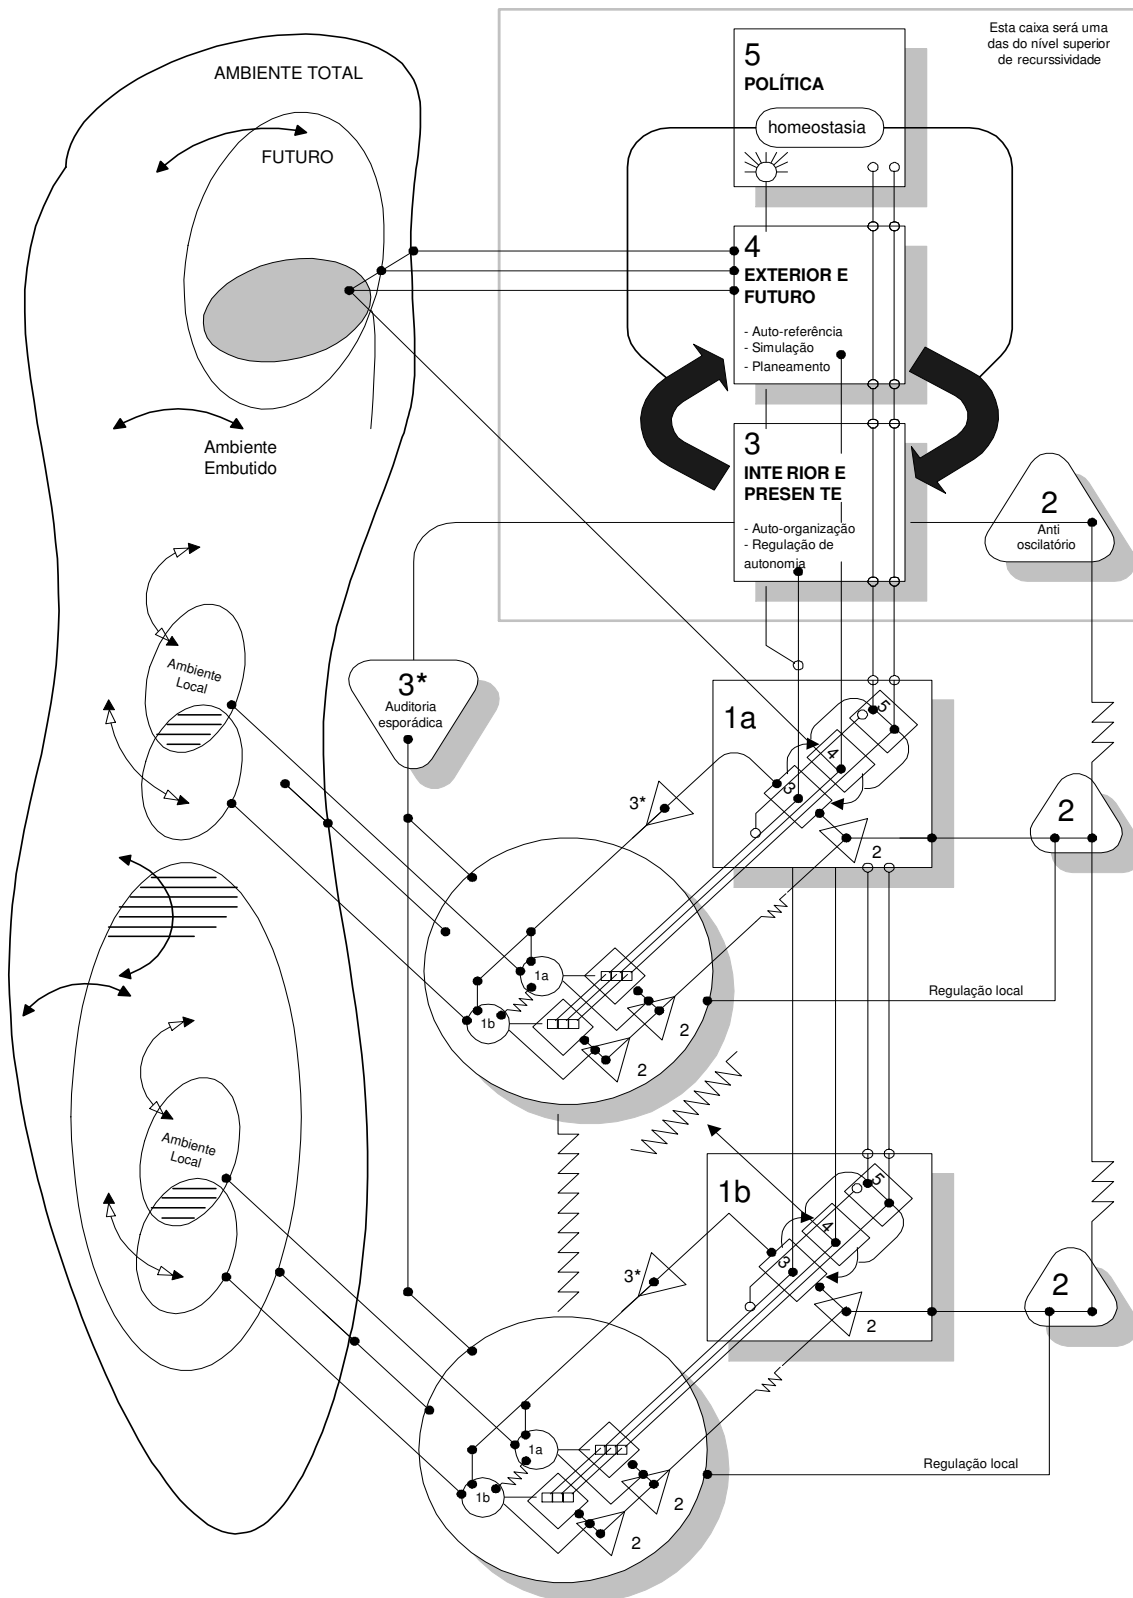 Esta caixa será uma
das do nível superior
de recurssividade
AMBIENTE TOTAL
FUTURO
5
POLÍTICA
homeostasia
4
EXTERIOR E
FUTURO
- Auto-referência
- Simulação
- Planeamento
Ambiente
Embutido
3
INTE RIOR E
PRESEN TE
- Auto-organização
- Regulação de
autonomia
2
Anti
oscilatório
Ambiente
Local
3*
Auditoria
esporádica
1a
5
4
3
3*
2
2
1a
1b
2
2
Regulação local
Ambiente
Local
1b
5
4
3
3*
2
2
1a
1b
2
2
Regulação local